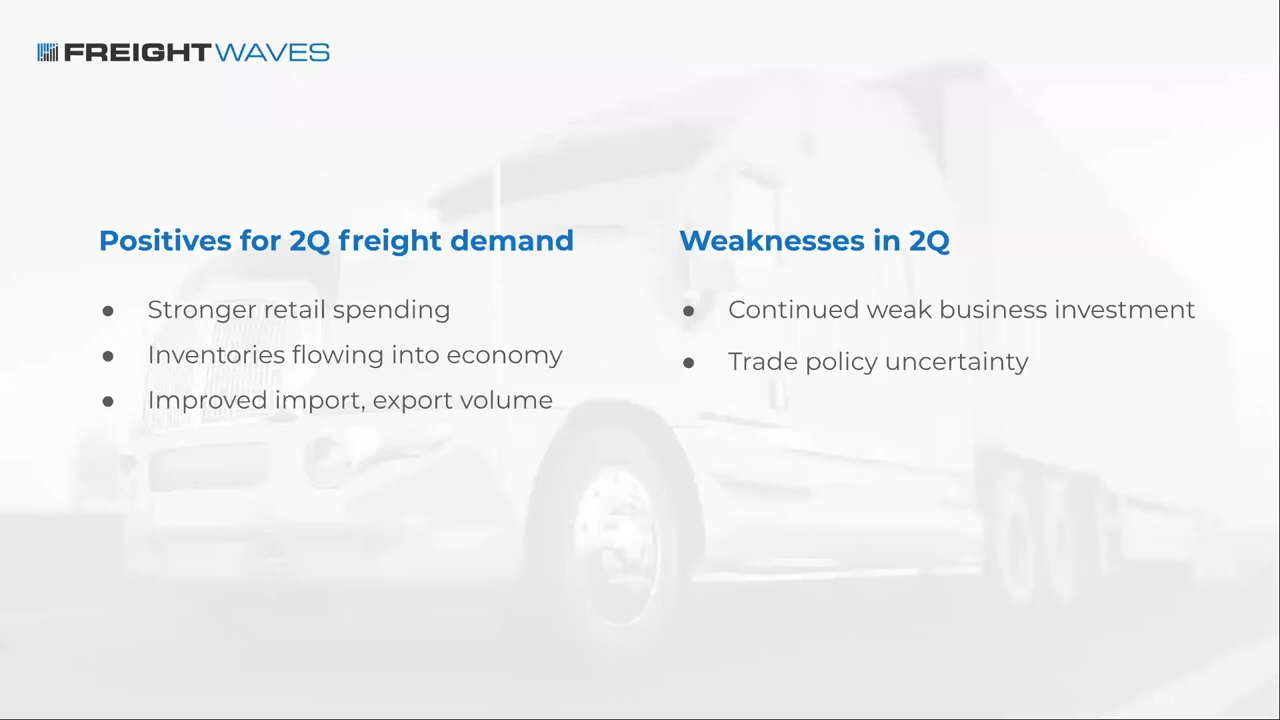 FREIGHTWAVES
Positives for 2Q freight demand
● Stronger retail spending
● Inventories flowing into economy
● Improved import, export volume
Weaknesses in 2Q
● Continued weak business investment
● Trade policy uncertainty